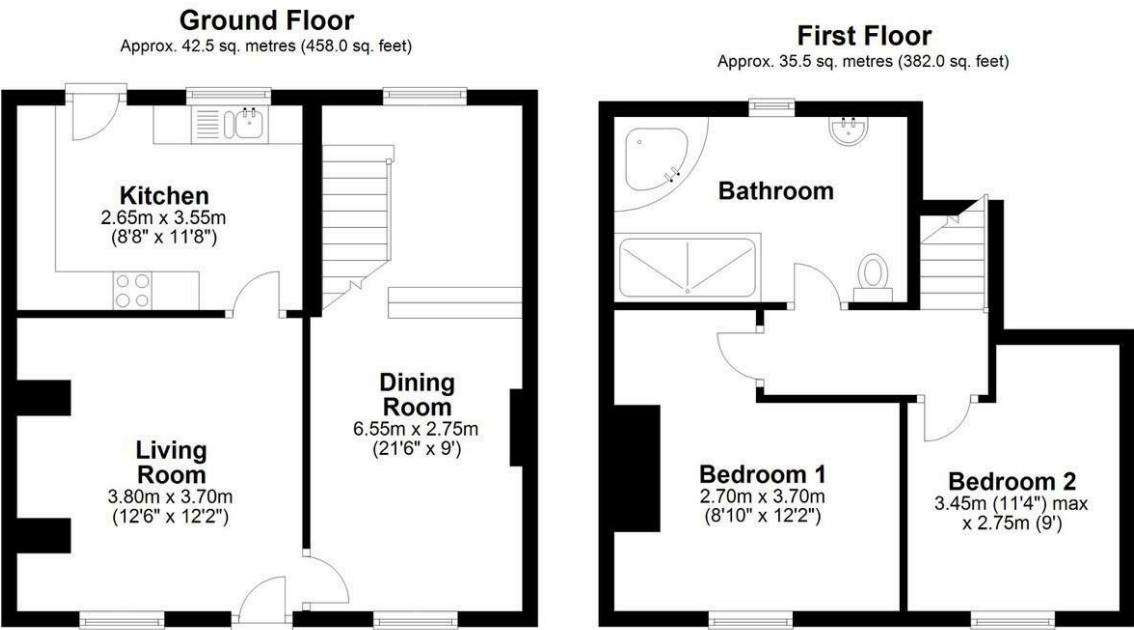 Ground Floor
Approx. 42.5 sq. metres (458.0 sq. feet)
Kitchen
2.65m x 3.55m
(8'8" x 11'8")
Living
Room
3.80m x 3.70m
(12'6" x 12'2")
Dining
Room
6.55m x 2.75m
(21'6" x 9')
First Floor
Approx. 35.5 sq. metres (382.0 sq. feet)
Bathroom
Bedroom 1
2.70m x 3.70m
(8'10" x 12'2")
Bedroom 2
3.45m (11'4") max
x 2.75m (9')